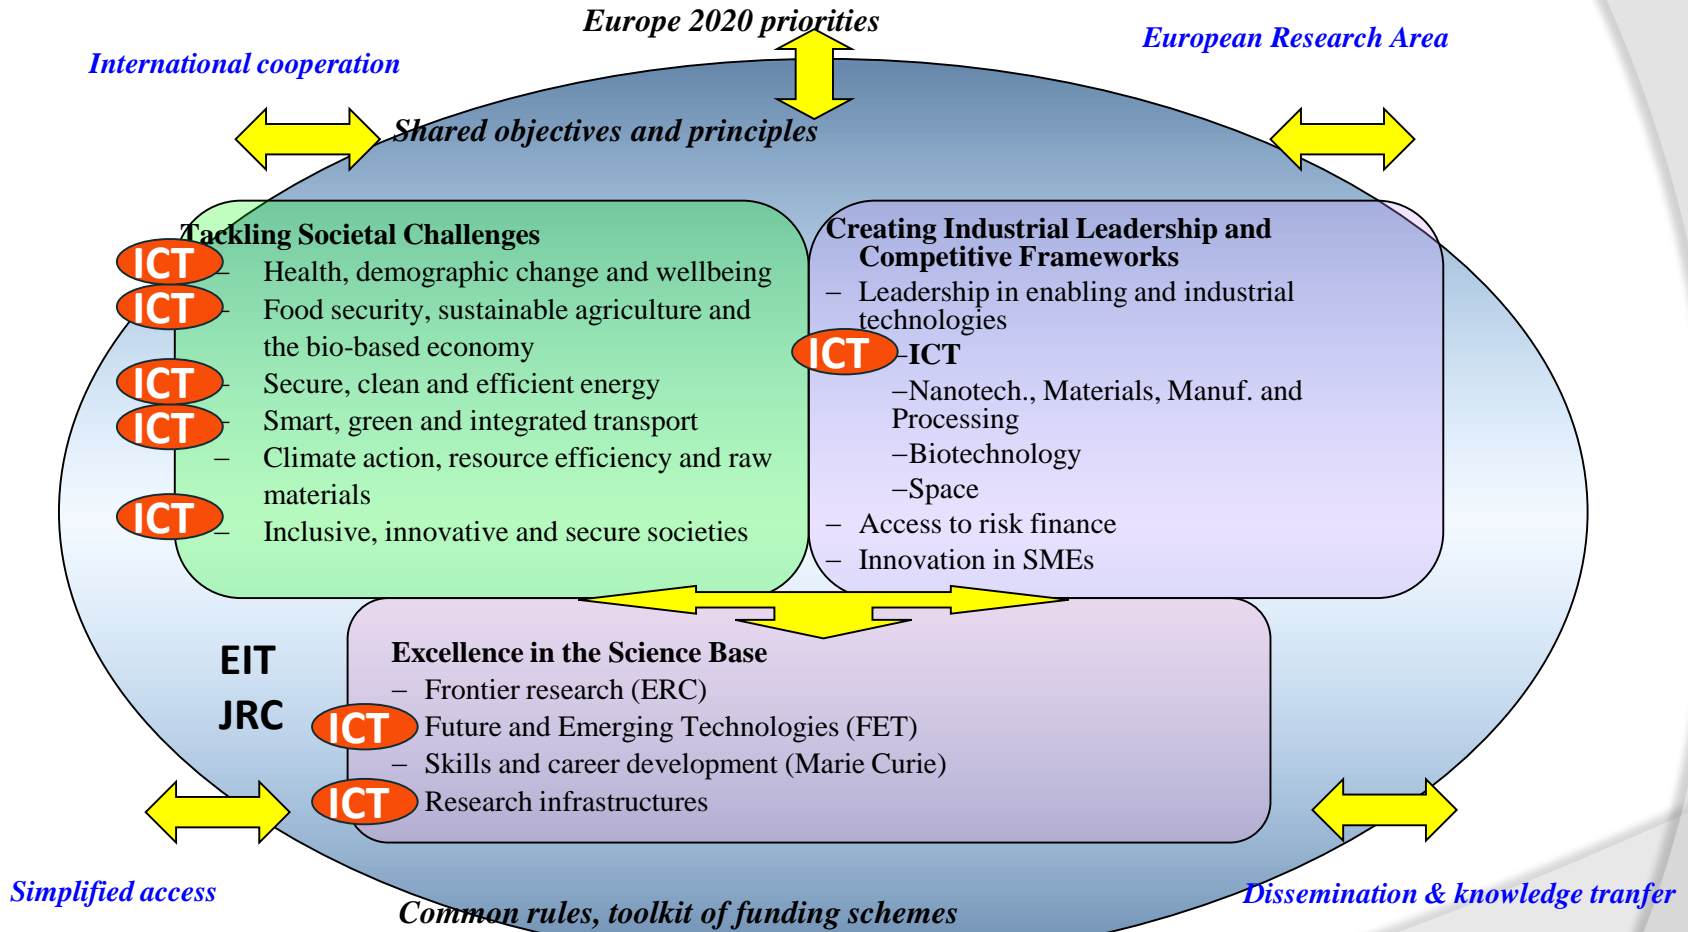 Europe 2020 priorities
European Research Area
International cooperation
Shared objectives and principles
Tackling Societal Challenges
ICT
– Health, demographic change and wellbeing
ICT
– Food security, sustainable agriculture and
the bio-based economy
ICT
– Secure, clean and efficient energy
ICT
– Smart, green and integrated transport
– Climate action, resource efficiency and raw
materials
ICT
– Inclusive, innovative and secure societies
Creating Industrial Leadership and
Competitive Frameworks
– Leadership in enabling and industrial
technologies
ICT
–ICT
–Nanotech., Materials, Manuf. and
Processing
–Biotechnology
–Space
– Access to risk finance
– Innovation in SMEs
EIT
JRC
Excellence in the Science Base
– Frontier research (ERC)
ICT
Future and Emerging Technologies (FET)
– Skills and career development (Marie Curie)
ICT
Research infrastructures
Simplified access
Dissemination & knowledge tranfer
Common rules, toolkit of funding schemes